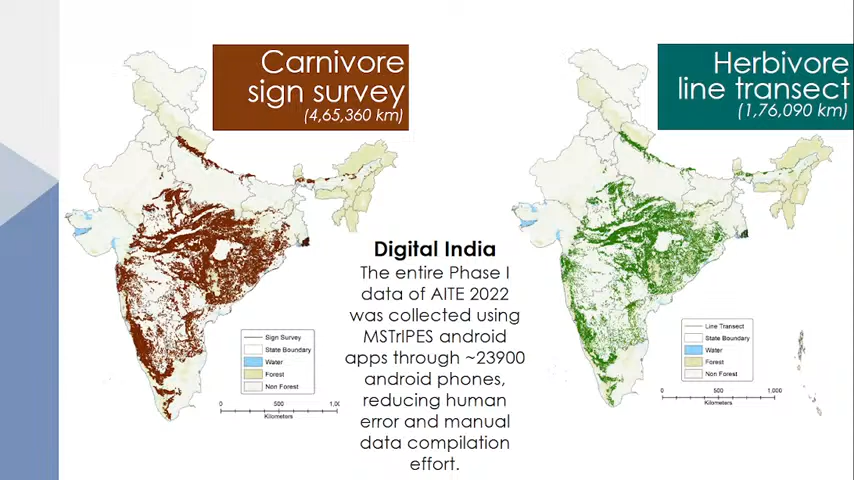 Carnivore
sign survey
(4,65,360 km)
Herbivore
line transect
(1,76,090 km)
Digital India
The entire Phase I
data of AITE 2022
was collected using
MSTrIPES android
apps through ~23900
android phones,
reducing human
error and manual
data compilation
effort.
Sign Survey
State Boundary
Water
Forest
Non Forest
0 500 1,00
Kilometers
Line Transect
State Boundary
Water
Forest
Non Forest
0 500 1,000
Kilometers